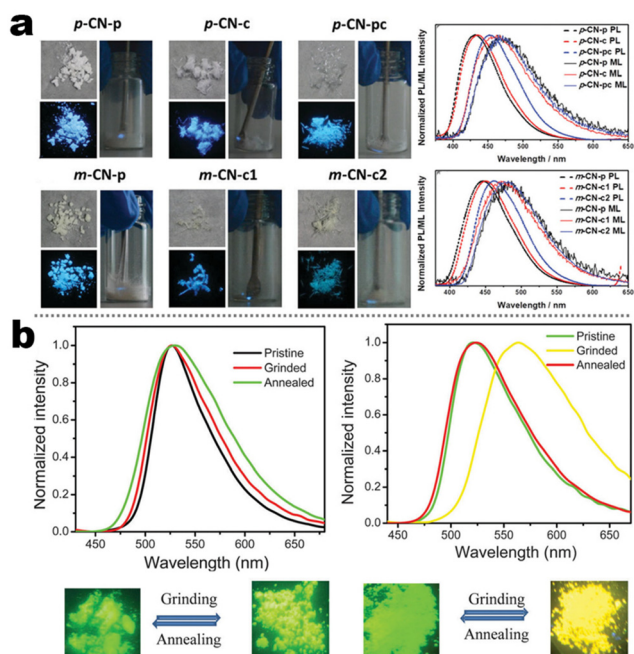 a
p-CN-p
p-CN-c
p-CN-pc
m-CN-p
m-CN-c1
m-CN-c2
Normalized PL/ML Intensity
p-CN-p PL
p-CN-c PL
p-CN-pc PL
p-CN-p ML
p-CN-c ML
p-CN-pc ML
400 450 500 550 600 650
Wavelength / nm
Normalized PL/ML Intensity
m-CN-p PL
m-CN-c1 PL
m-CN-c2 PL
m-CN-p ML
m-CN-c1 ML
m-CN-c2 ML
400 450 500 550 600 650
Wavelength / nm
b
Normalized intensity
1.0
0.8
0.6
0.4
0.2
0.0
Pristine
Grinded
Annealed
450 500 550 600 650
Wavelength (nm)
Normalized intensity
1.0
0.8
0.6
0.4
0.2
0.0
Pristine
Grinded
Annealed
450 500 550 600 650
Wavelength (nm)
Grinding
Annealing
Grinding
Annealing